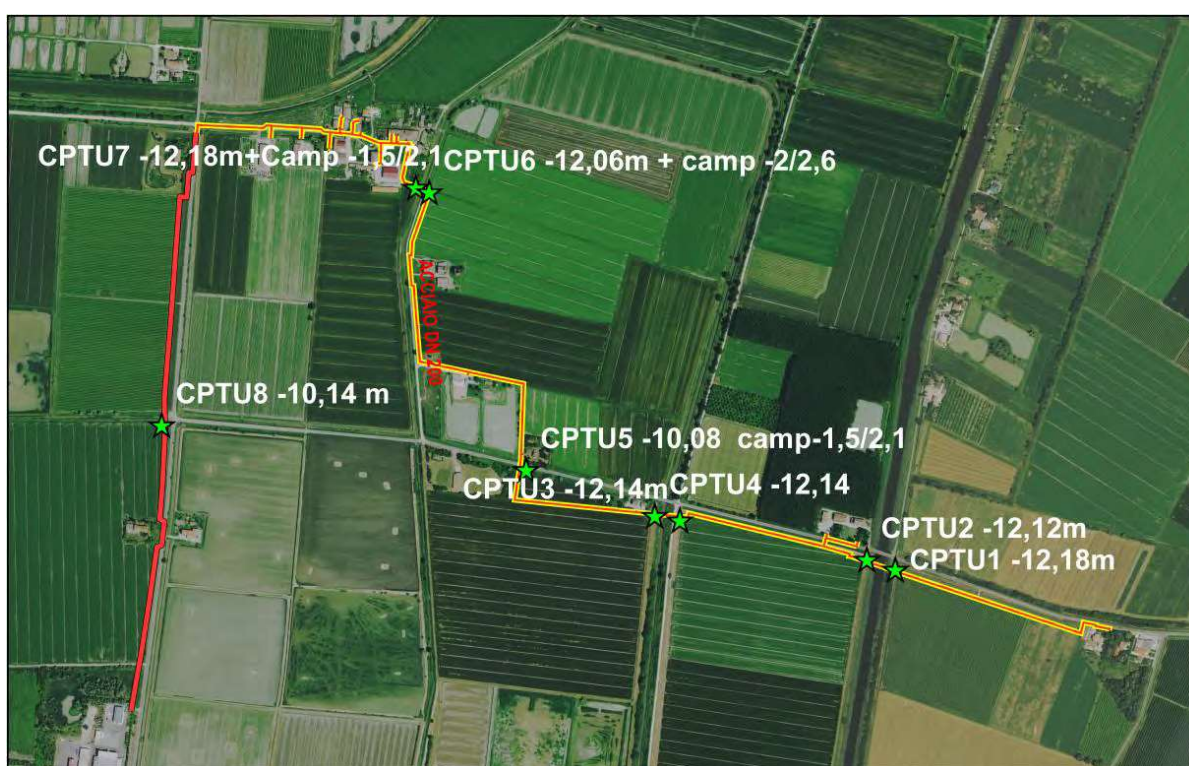 CPTU7 -12,18m+Camp -1,5/2,1
CPTU6 -12,06m + camp -2/2,6
ACCIAIO DN 200
CPTU8 -10,14 m
CPTU5 -10,08 camp-1,5/2,1
CPTU3 -12,14m
CPTU4 -12,14
CPTU2 -12,12m
CPTU1 -12,18m